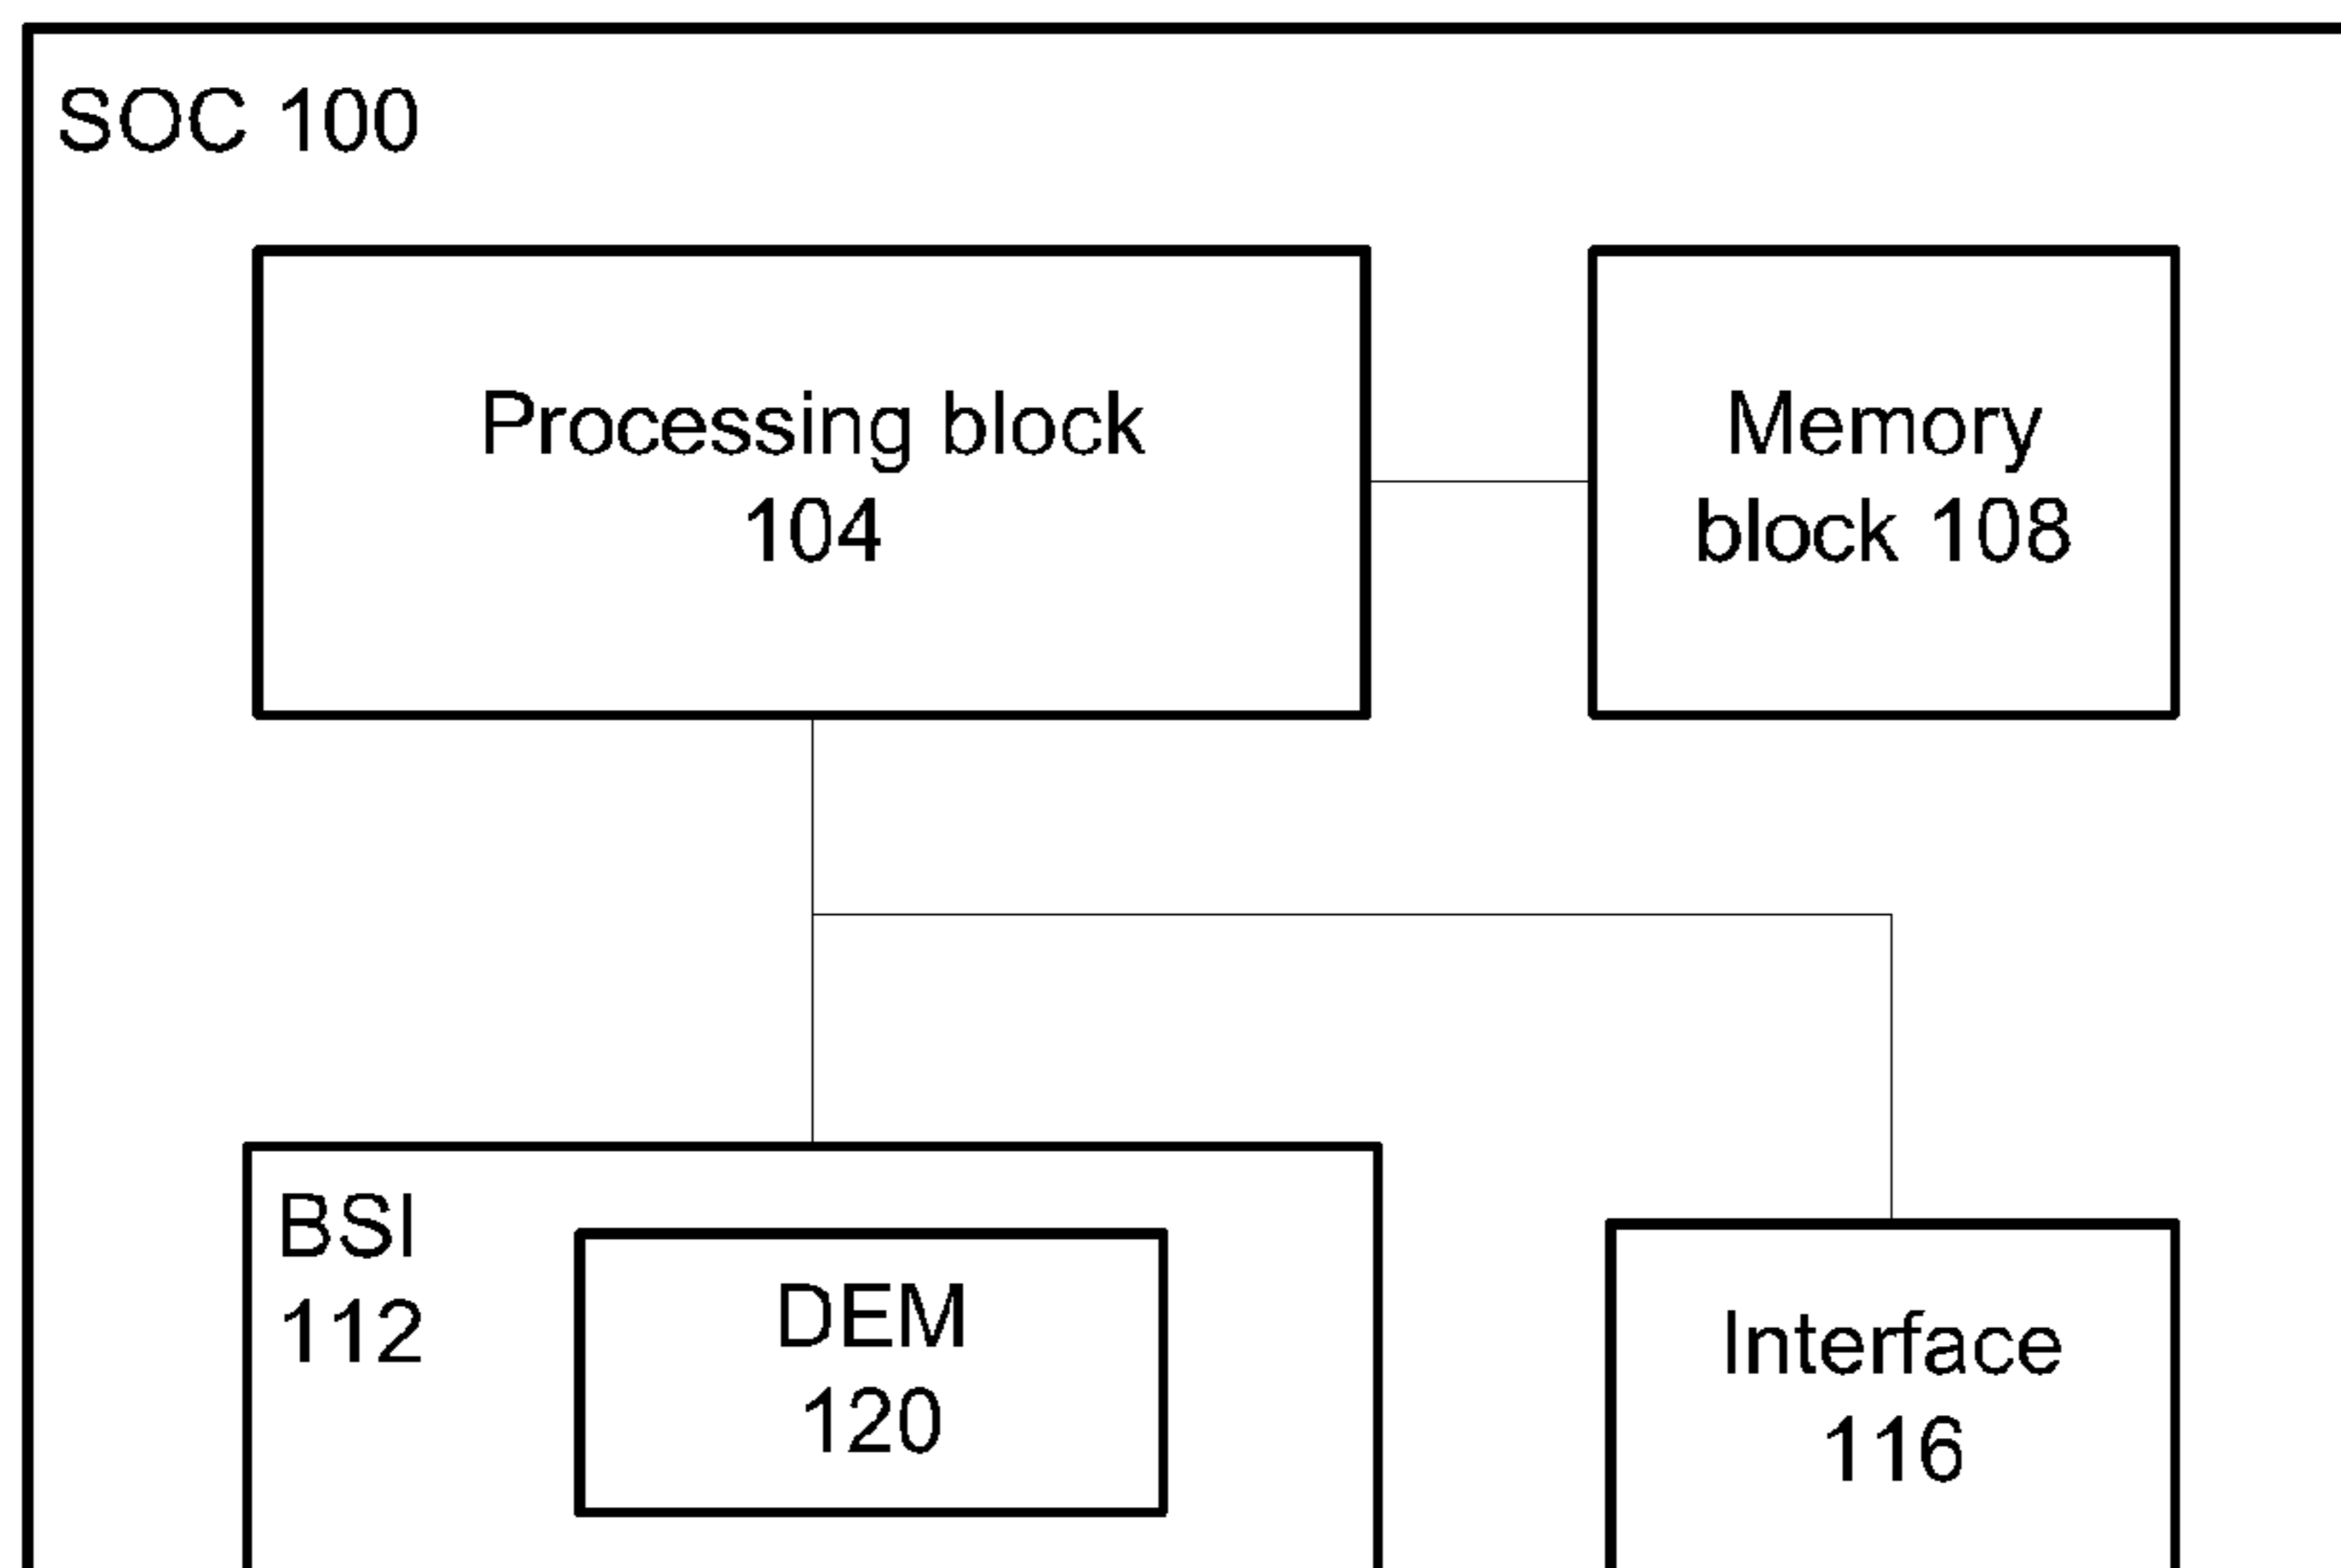 SOC 100
Processing block
104
Memory
block 108
BSI
112
DEM
120
Interface
116